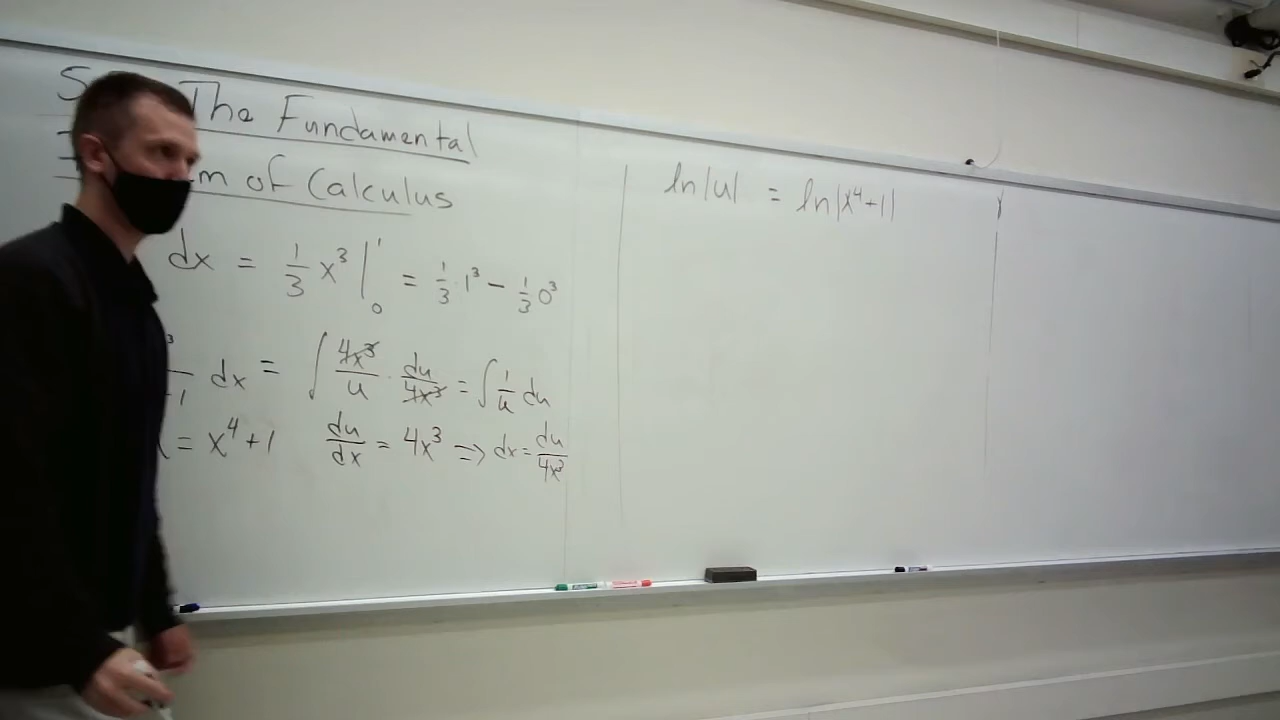 The Fundamental
of Calculus
dx = 1/3 x³ |₀¹ = 1/3 · 1³ - 1/3 0³
dx = ∫ 4x³/u · du/4x³ = ∫ 1/u du
= x⁴ + 1 du/dx = 4x³ ⇒ dx = du/4x³
ln|u| = ln|x⁴+1|